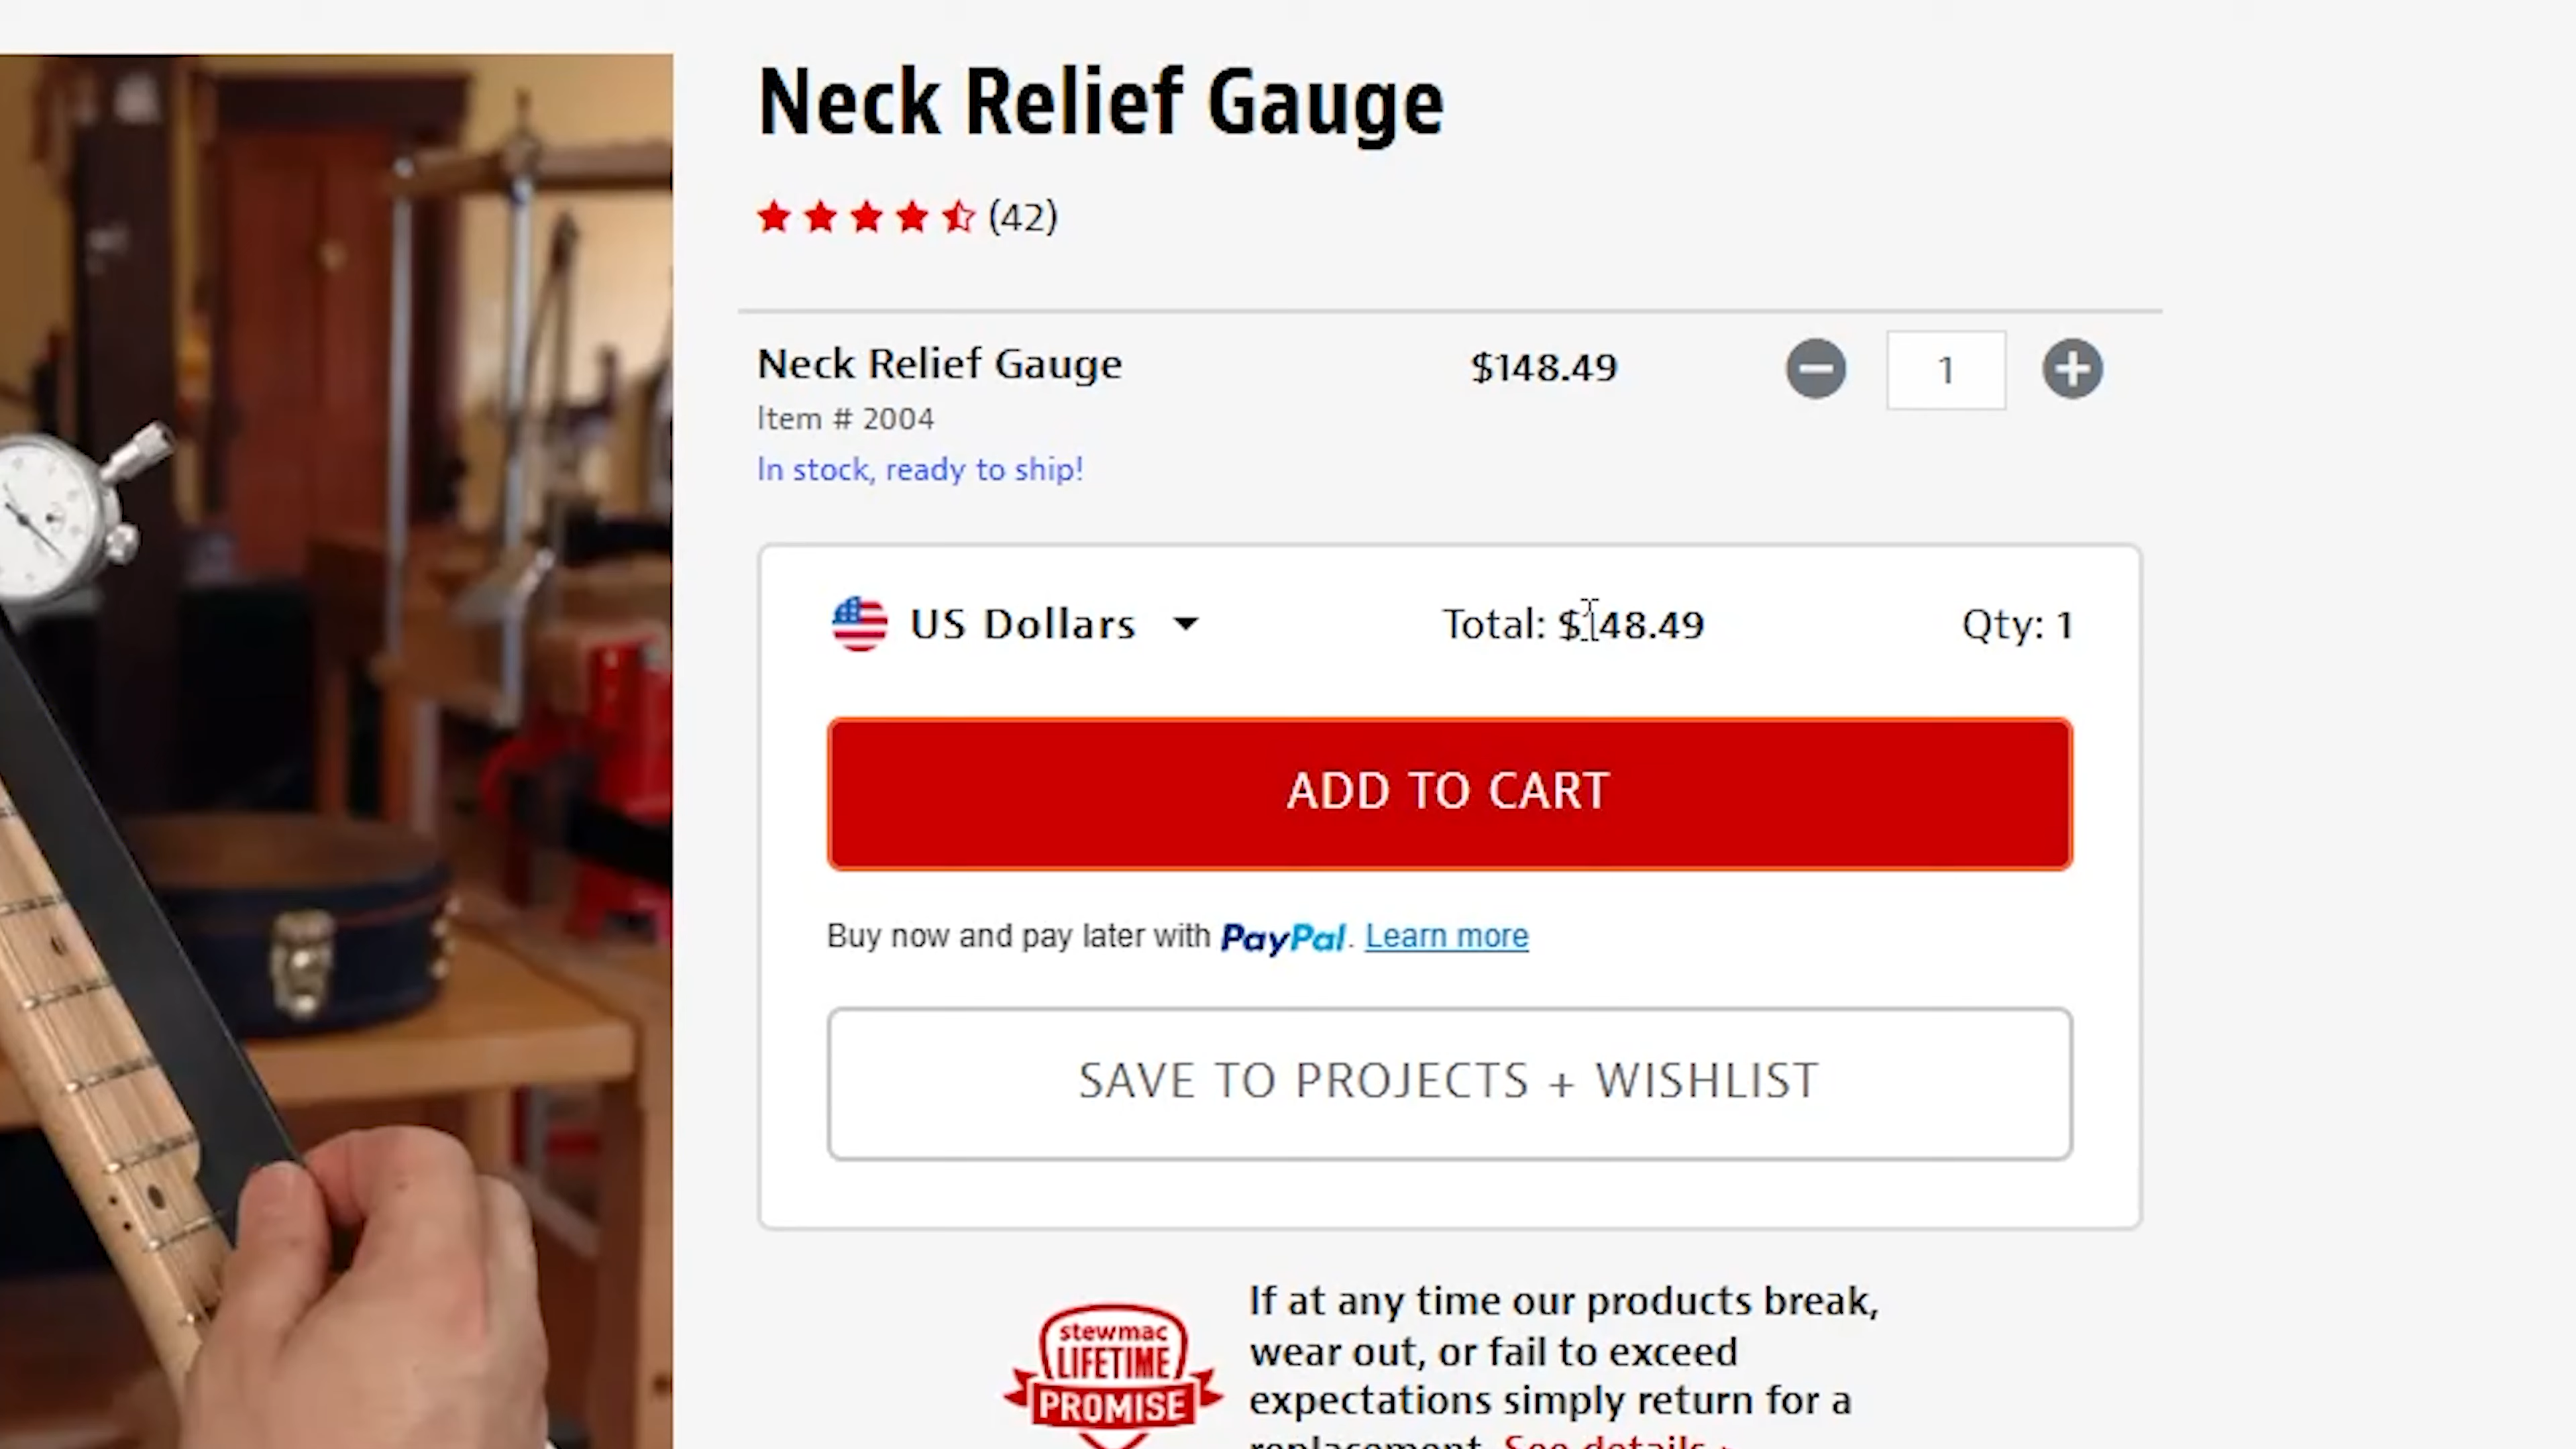 Neck Relief Gauge
(42)
Neck Relief Gauge
$148.49
1
Item # 2004
In stock, ready to ship!
US Dollars
Total: $148.49
Qty: 1
ADD TO CART
Buy now and pay later with PayPal. Learn more
SAVE TO PROJECTS + WISHLIST
stewmac
LIFETIME
PROMISE
If at any time our products break,
wear out, or fail to exceed
expectations simply return for a
replacement. See details ›